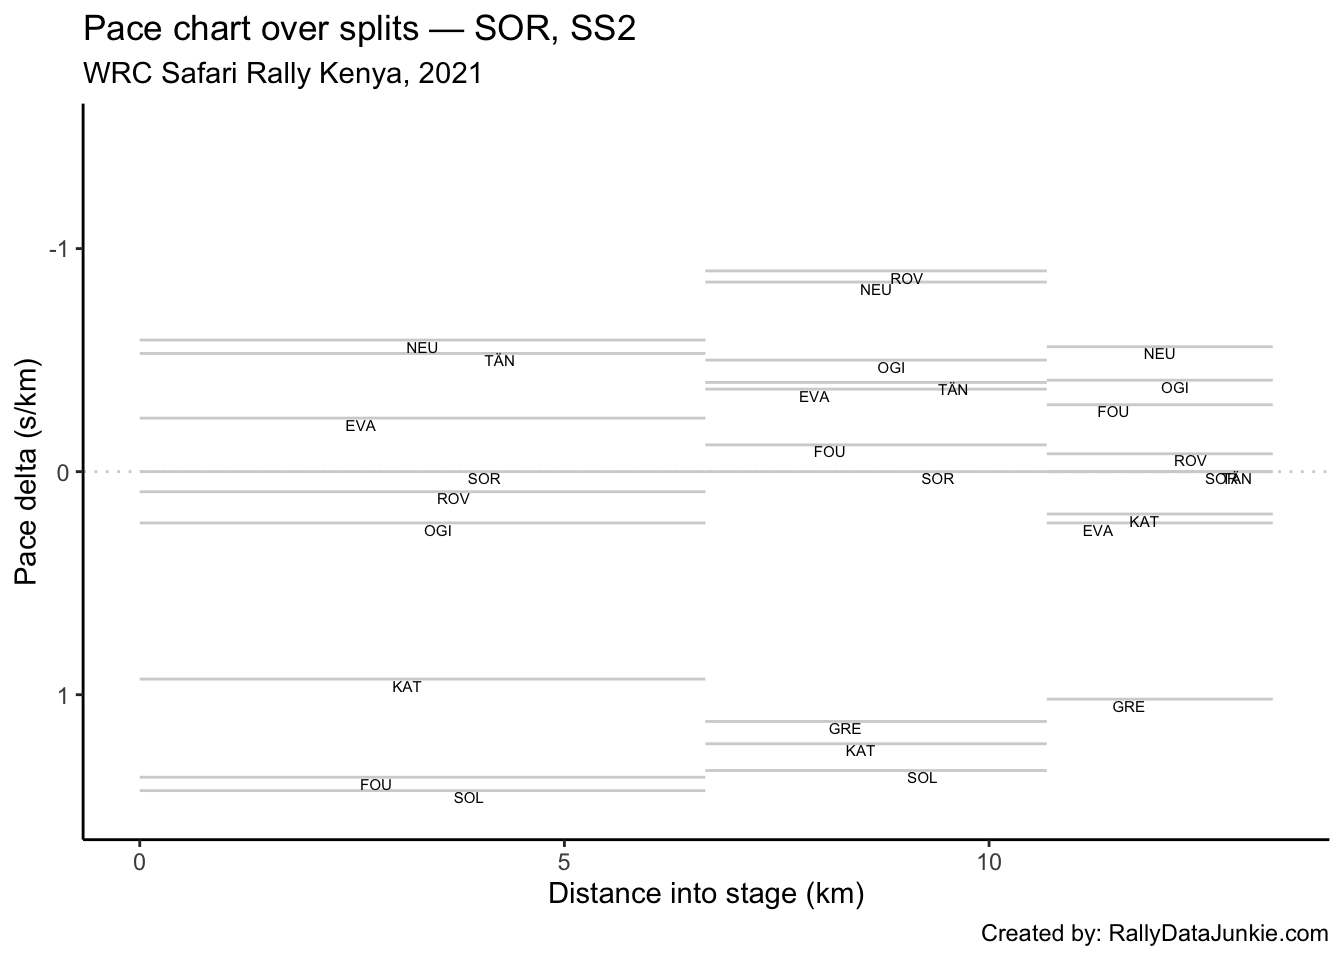 Pace chart over splits — SOR, SS2
WRC Safari Rally Kenya, 2021
Pace delta (s/km)
-1
0
1
NEU
TÄN
EVA
SOR
ROV
OGI
KAT
FOU
SOL
ROV
NEU
OGI
TÄN
EVA
FOU
SOR
GRE
KAT
SOL
NEU
OGI
FOU
ROV
SOR
TÄN
KAT
EVA
GRE
0
5
10
Distance into stage (km)
Created by: RallyDataJunkie.com